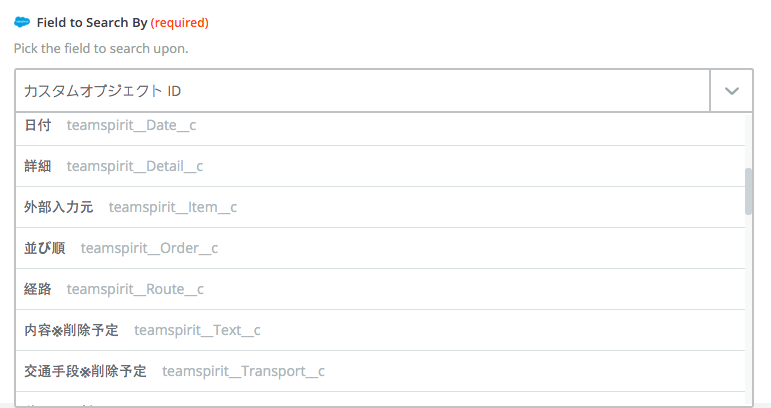 Field to Search By (required)
Pick the field to search upon.
カスタムオブジェクト ID
日付 teamspirit__Date__c
詳細 teamspirit__Detail__c
外部入力元 teamspirit__Item__c
並び順 teamspirit__Order__c
経路 teamspirit__Route__c
内容※削除予定 teamspirit__Text__c
交通手段※削除予定 teamspirit__Transport__c